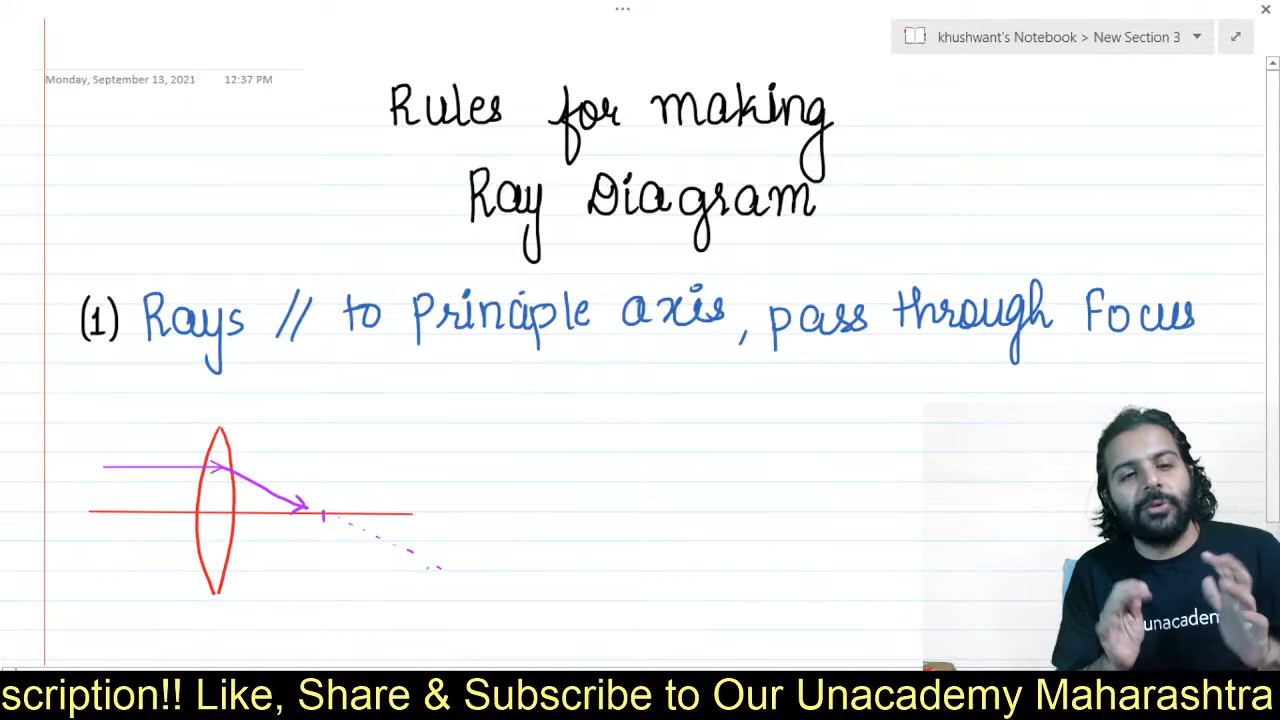 khushwant's Notebook > New Section 3
Monday, September 13, 2021 12:37 PM
Rules for making
Ray Diagram
(1) Rays // to principle axis, pass through Focus
unacadem
scription!! Like, Share & Subscribe to Our Unacademy Maharashtra